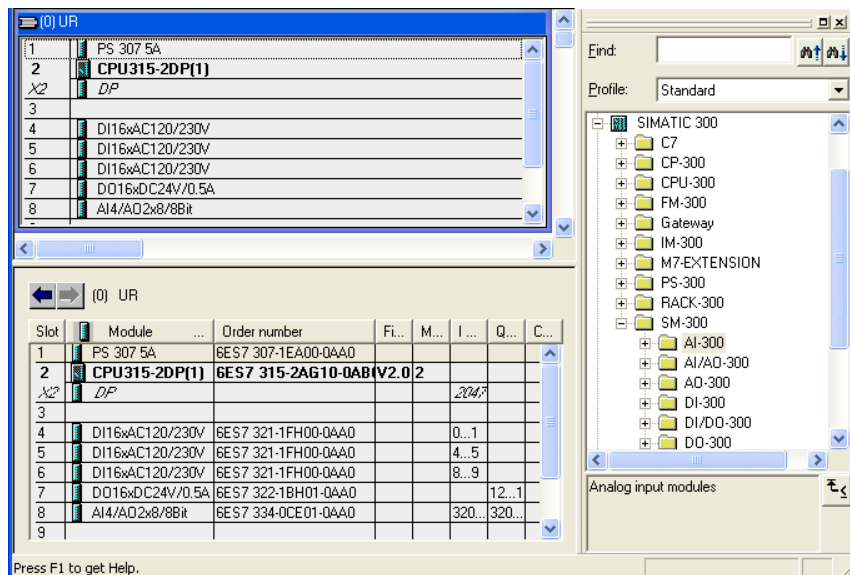 (0) UR
1 PS 307 5A
2 CPU315-2DP(1)
X2 DP
3
4 DI16xAC120/230V
5 DI16xAC120/230V
6 DI16xAC120/230V
7 DO16xDC24V/0.5A
8 AI4/AO2x8/8Bit
(0) UR
Slot Module ... Order number Fi... M... I ... Q... C...
1 PS 307 5A 6ES7 307-1EA00-0AA0
2 CPU315-2DP(1) 6ES7 315-2AG10-0AB V2.0 2
X2 DP 2047
3
4 DI16xAC120/230V 6ES7 321-1FH00-0AA0 0...1
5 DI16xAC120/230V 6ES7 321-1FH00-0AA0 4...5
6 DI16xAC120/230V 6ES7 321-1FH00-0AA0 8...9
7 DO16xDC24V/0.5A 6ES7 322-1BH01-0AA0 12...1
8 AI4/AO2x8/8Bit 6ES7 334-0CE01-0AA0 320... 320...
9
Press F1 to get Help.
Find:
Profile: Standard
SIMATIC 300
C7
CP-300
CPU-300
FM-300
Gateway
IM-300
M7-EXTENSION
PS-300
RACK-300
SM-300
AI-300
AI/AO-300
AO-300
DI-300
DI/DO-300
DO-300
Analog input modules